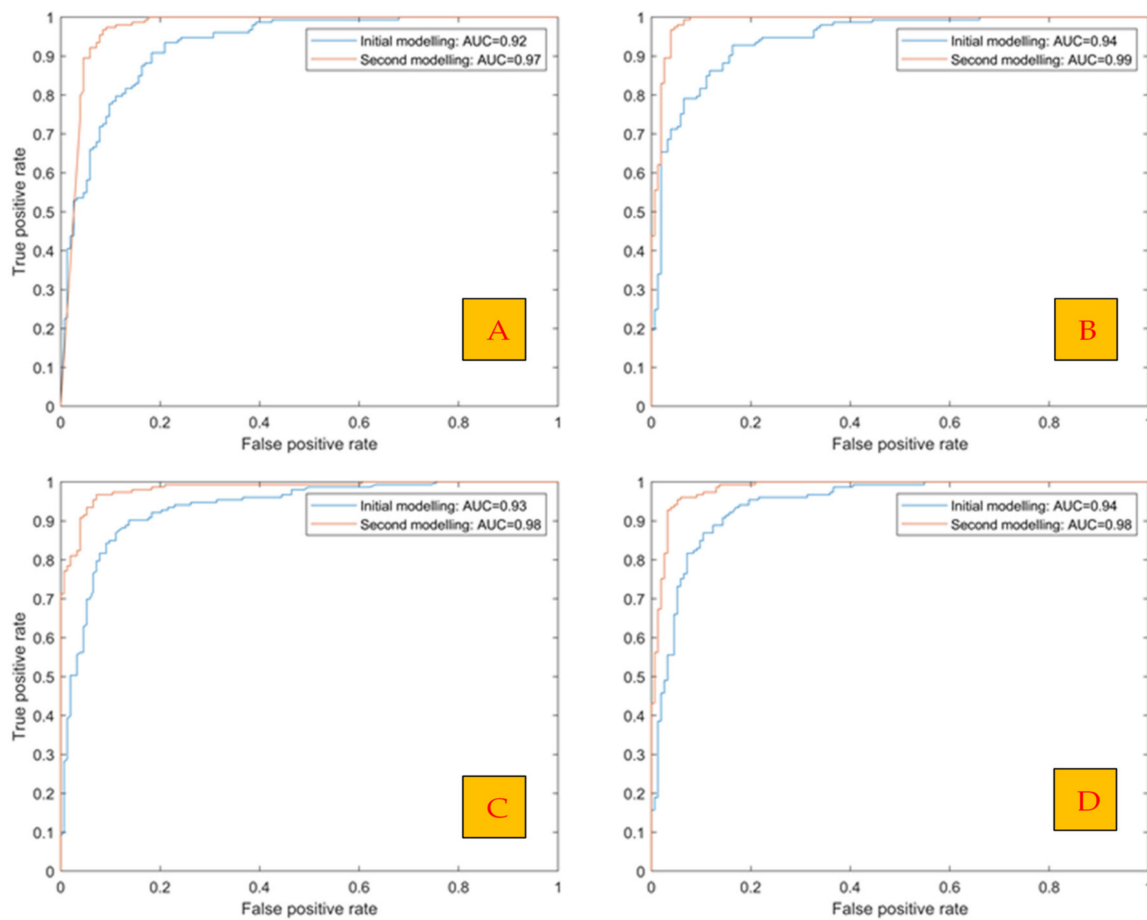 1
0.9
0.8
0.7
0.6
0.5
0.4
0.3
0.2
0.1
0
True positive rate
Initial modelling: AUC=0.92
Second modelling: AUC=0.97
A
0 0.2 0.4 0.6 0.8 1
False positive rate
1
0.9
0.8
0.7
0.6
0.5
0.4
0.3
0.2
0.1
0
Initial modelling: AUC=0.94
Second modelling: AUC=0.99
B
0 0.2 0.4 0.6 0.8 1
False positive rate
1
0.9
0.8
0.7
0.6
0.5
0.4
0.3
0.2
0.1
0
True positive rate
Initial modelling: AUC=0.93
Second modelling: AUC=0.98
C
0 0.2 0.4 0.6 0.8 1
False positive rate
1
0.9
0.8
0.7
0.6
0.5
0.4
0.3
0.2
0.1
0
Initial modelling: AUC=0.94
Second modelling: AUC=0.98
D
0 0.2 0.4 0.6 0.8 1
False positive rate